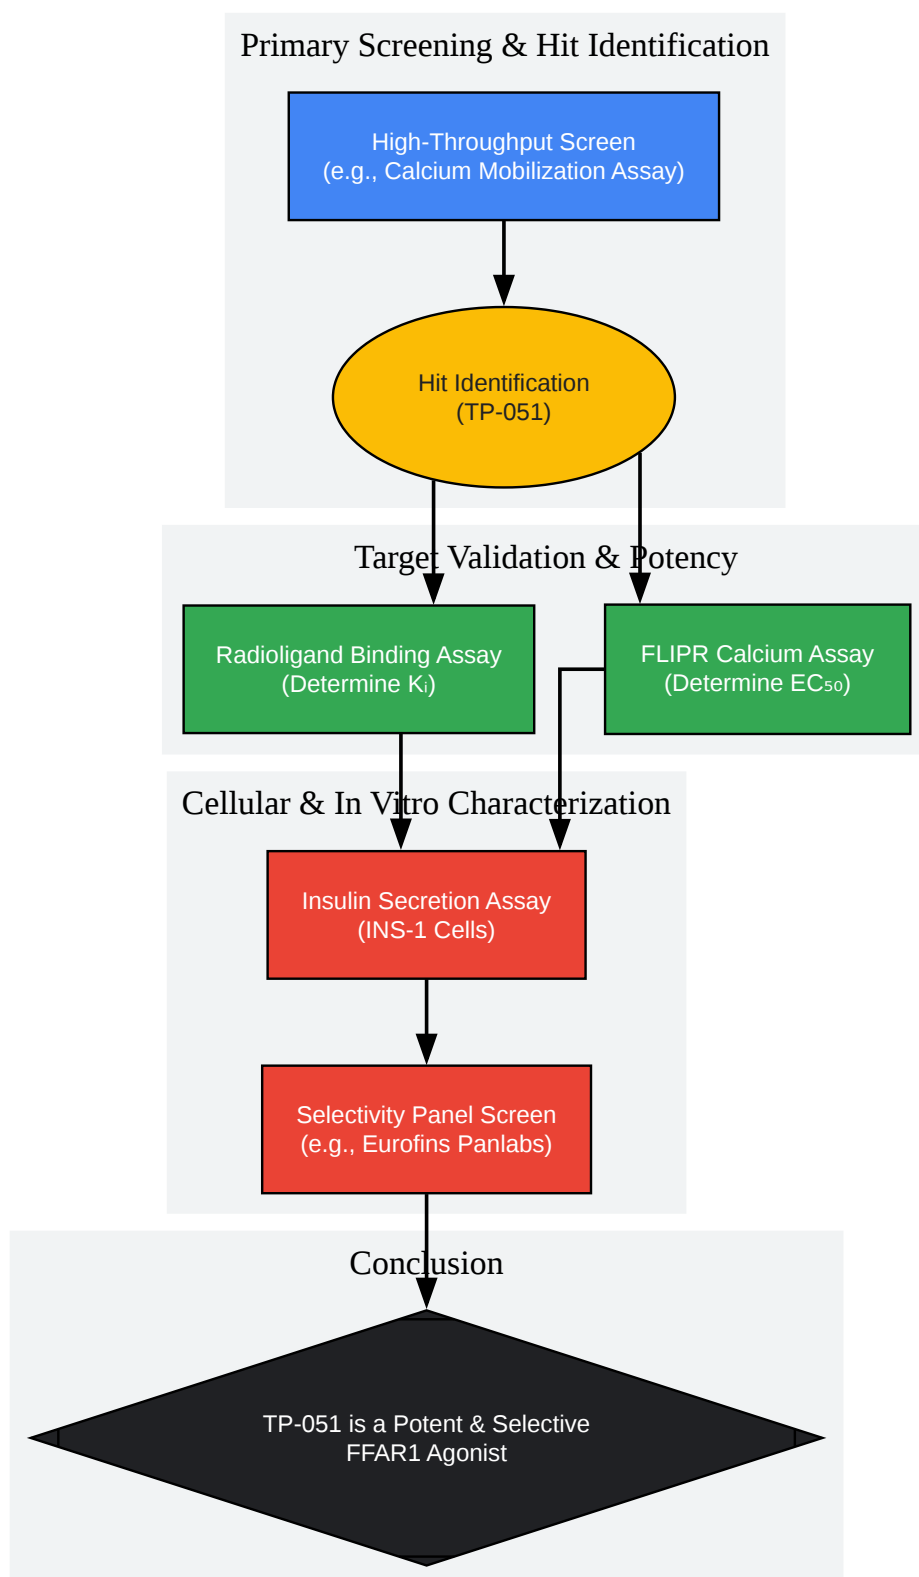 Primary Screening & Hit Identification
High-Throughput Screen
(e.g., Calcium Mobilization Assay)
Hit Identification
(TP-051)
Target Validation & Potency
Radioligand Binding Assay
(Determine Kᵢ)
FLIPR Calcium Assay
(Determine EC₅₀)
Cellular & In Vitro Characterization
Insulin Secretion Assay
(INS-1 Cells)
Selectivity Panel Screen
(e.g., Eurofins Panlabs)
Conclusion
TP-051 is a Potent & Selective
FFAR1 Agonist